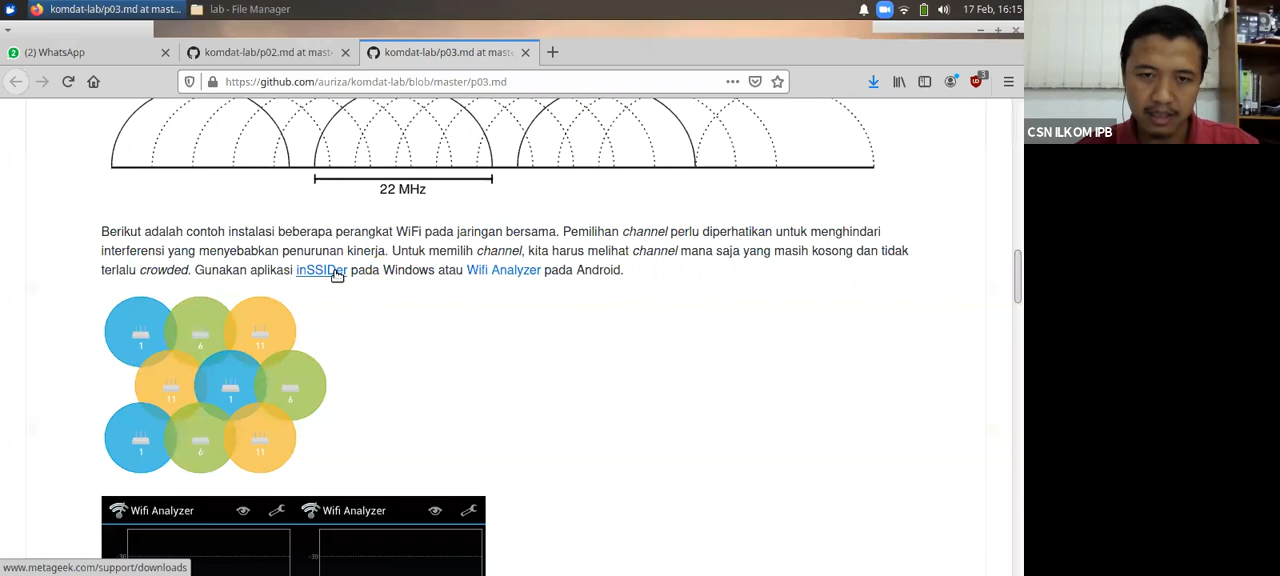 komdat-lab/p03.md at mast…
lab - File Manager
17 Feb, 16:15
(2) WhatsApp
komdat-lab/p02.md at mast
komdat-lab/p03.md at mast
https://github.com/auriza/komdat-lab/blob/master/p03.md
3
CSN ILKOM IPB
22 MHz
Berikut adalah contoh instalasi beberapa perangkat WiFi pada jaringan bersama. Pemilihan channel perlu diperhatikan untuk menghindari
interferensi yang menyebabkan penurunan kinerja. Untuk memilih channel, kita harus melihat channel mana saja yang masih kosong dan tidak
terlalu crowded. Gunakan aplikasi inSSIDer pada Windows atau Wifi Analyzer pada Android.
1 6 11
11 1 6
1 6 11
Wifi Analyzer Wifi Analyzer
www.metageek.com/support/downloads